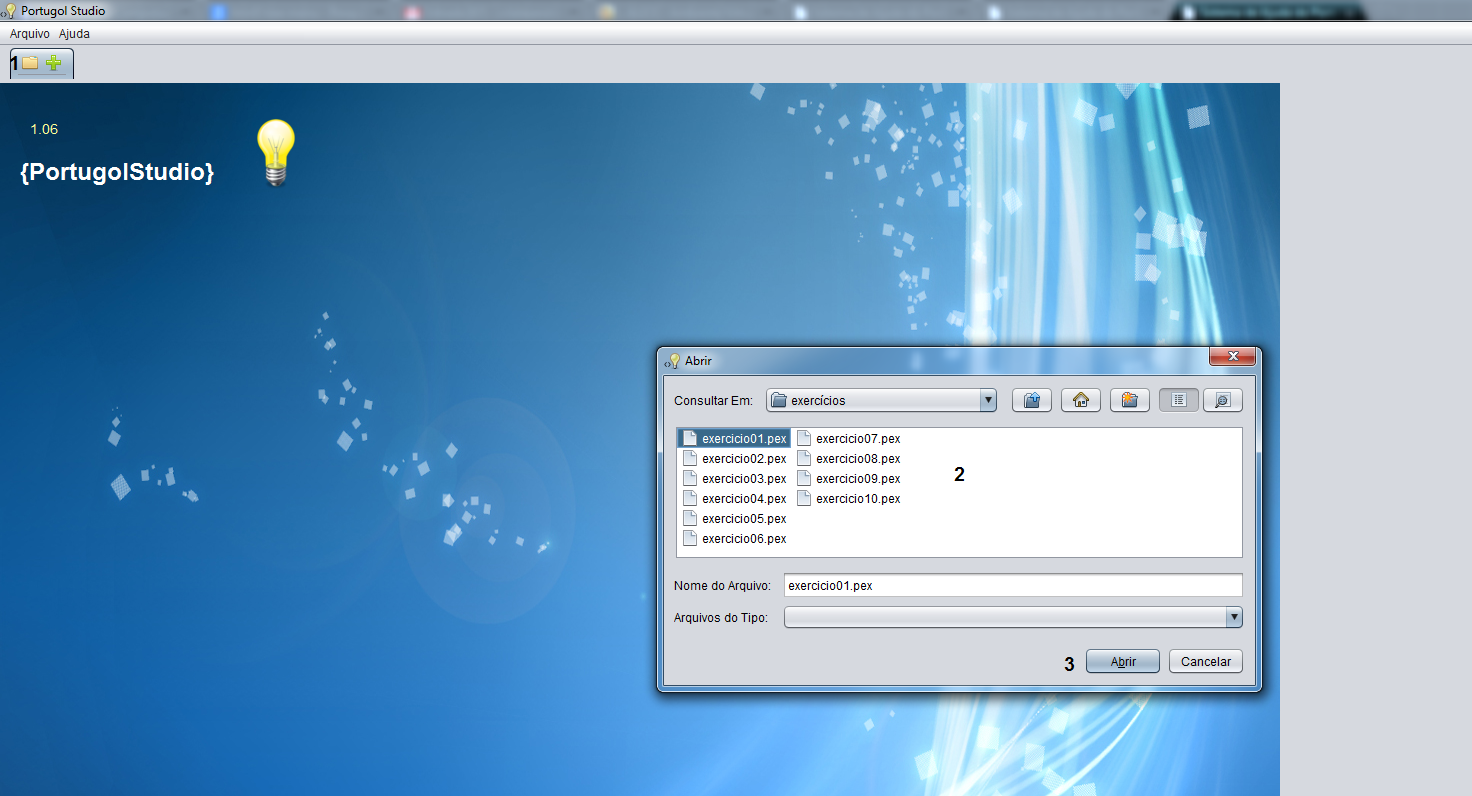 Portugol Studio
Arquivo Ajuda
1
1.06
{PortugolStudio}
Abrir
Consultar Em: exercícios
exercicio01.pex exercicio07.pex
exercicio02.pex exercicio08.pex
exercicio03.pex exercicio09.pex
exercicio04.pex exercicio10.pex
exercicio05.pex
exercicio06.pex
2
Nome do Arquivo: exercicio01.pex
Arquivos do Tipo:
3 Abrir Cancelar